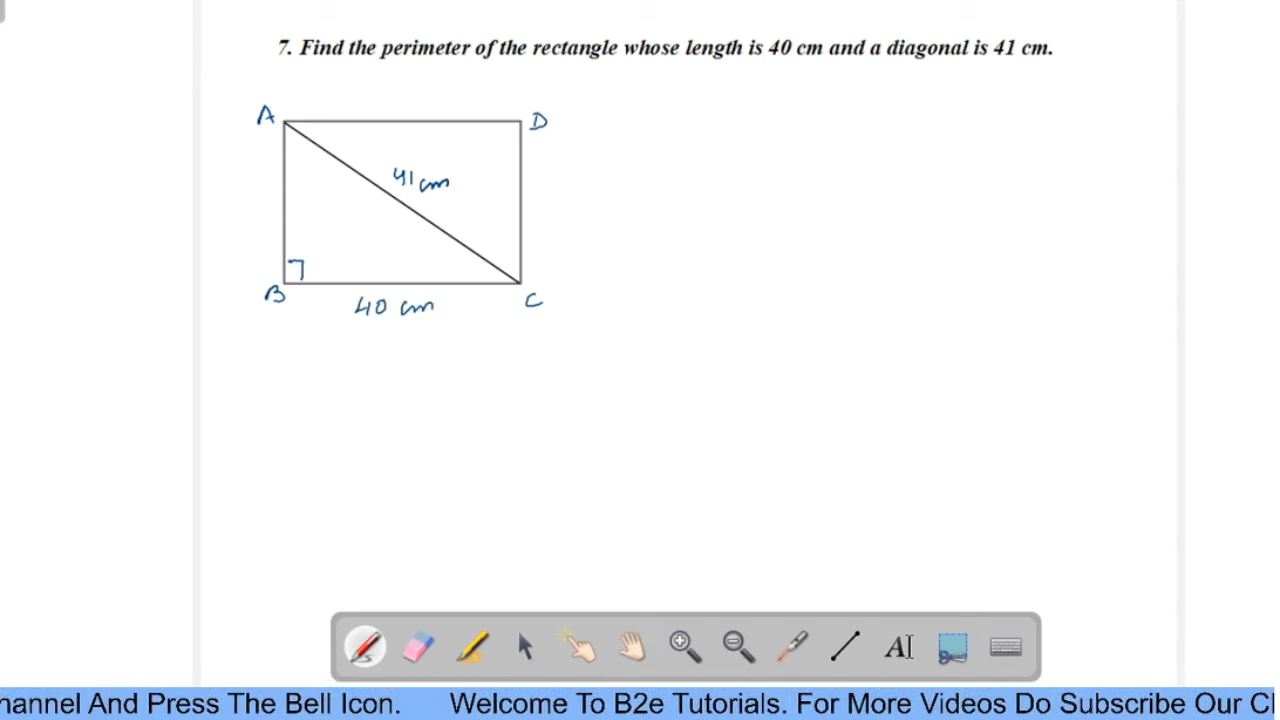 7. Find the perimeter of the rectangle whose length is 40 cm and a diagonal is 41 cm.
A
D
41 cm
B
40 cm
C
AI
hannel And Press The Bell Icon. Welcome To B2e Tutorials. For More Videos Do Subscribe Our Cl